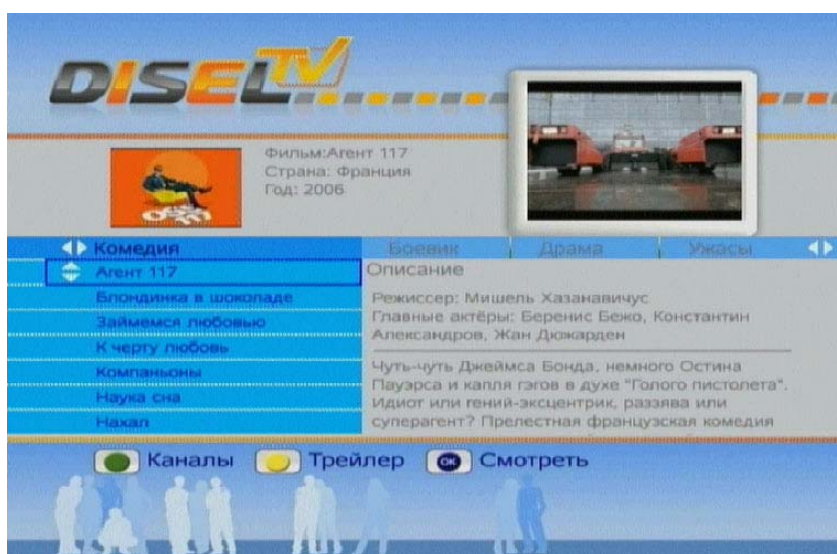 DISEL TV
Фильм:Агент 117
Страна: Франция
Год: 2006
Комедия
Боевик
Драма
Ужасы
Агент 117
Блондинка в шоколаде
Займемся любовью
К черту любовь
Компаньоны
Наука сна
Нахал
Описание
Режиссер: Мишель Хазанавичус
Главные актёры: Беренис Бежо, Константин
Александров, Жан Дюжарден
Чуть-чуть Джеймса Бонда, немного Остина
Пауэрса и капля гэгов в духе "Голого пистолета".
Идиот или гений-эксцентрик, раззява или
суперагент? Прелестная французская комедия
Каналы
Трейлер
OK
Смотреть